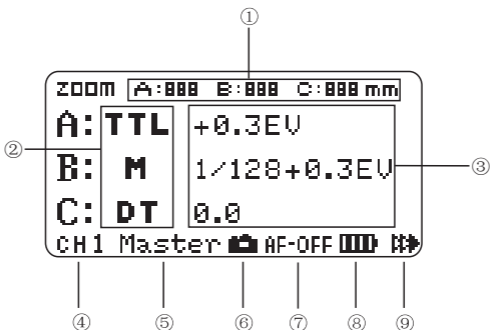 ①
ZOOM A:888 B:888 C:888 mm
A: TTL +0.3EV
②
B: M 1/128+0.3EV ③
C: DT 0.0
CH1 Master AF-OFF
④ ⑤ ⑥ ⑦ ⑧ ⑨